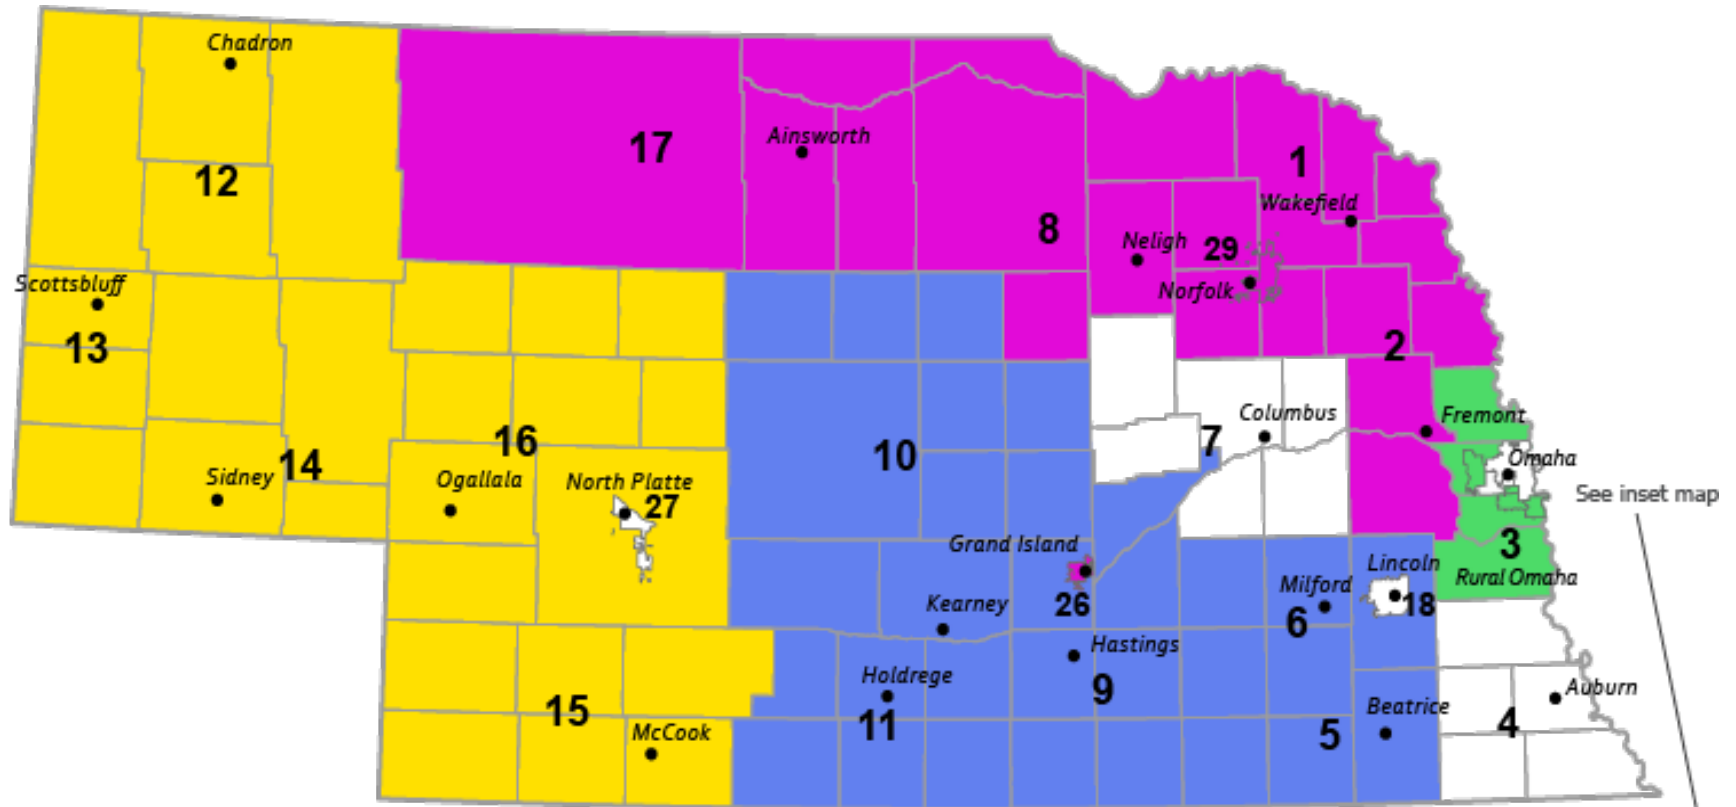 Chadron
Ainsworth
17
1
12
Wakefield
8
Neligh
29
Scottsbluff
Norfolk
13
2
Columbus
Fremont
16
10
7
14
Sidney
Ogallala
North Platte
27
Omaha
See inset map
Grand Island
3
Lincoln
Rural Omaha
Milford
26
18
Kearney
6
Hastings
Holdrege
9
Auburn
15
11
Beatrice
4
McCook
5